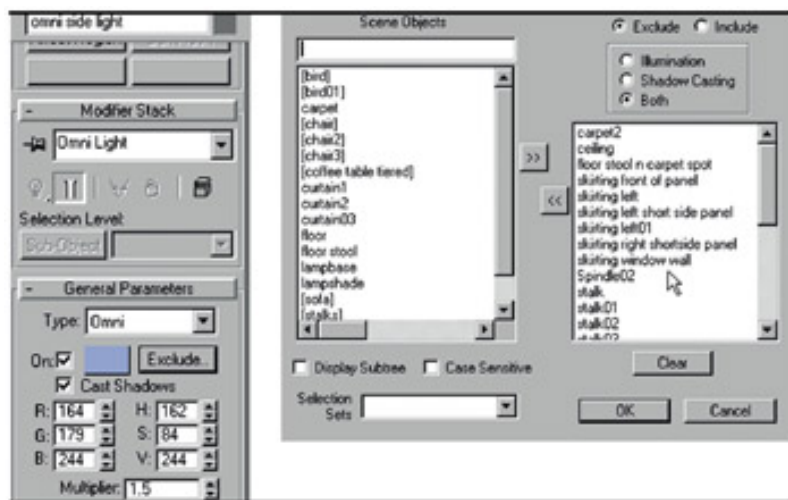 omni side light
- Modifier Stack
Omni Light
Selection Level:
Sub-Object
- General Parameters
Type: Omni
On: Exclude..
Cast Shadows
R: 164 H: 162
G: 179 S: 84
B: 244 V: 244
Multiplier: 1.5
Scene Objects
[bird]
[bird01]
carpet
[chair]
[chair2]
[chair3]
[coffee table tiered]
curtain1
curtain2
curtain03
floor
floor stool
lampbase
lampshade
[sofa]
[stalks]
Display Subtree Case Sensitive
Selection Sets
>>
<<
Exclude Include
Illumination
Shadow Casting
Both
carpet2
ceiling
floor stool n carpet spot
skirting front of panel
skirting left
skirting left short side panel
skirting left01
skirting right shortside panel
skirting window wall
Spindle02
stalk
stalk01
stalk02
Clear
OK Cancel